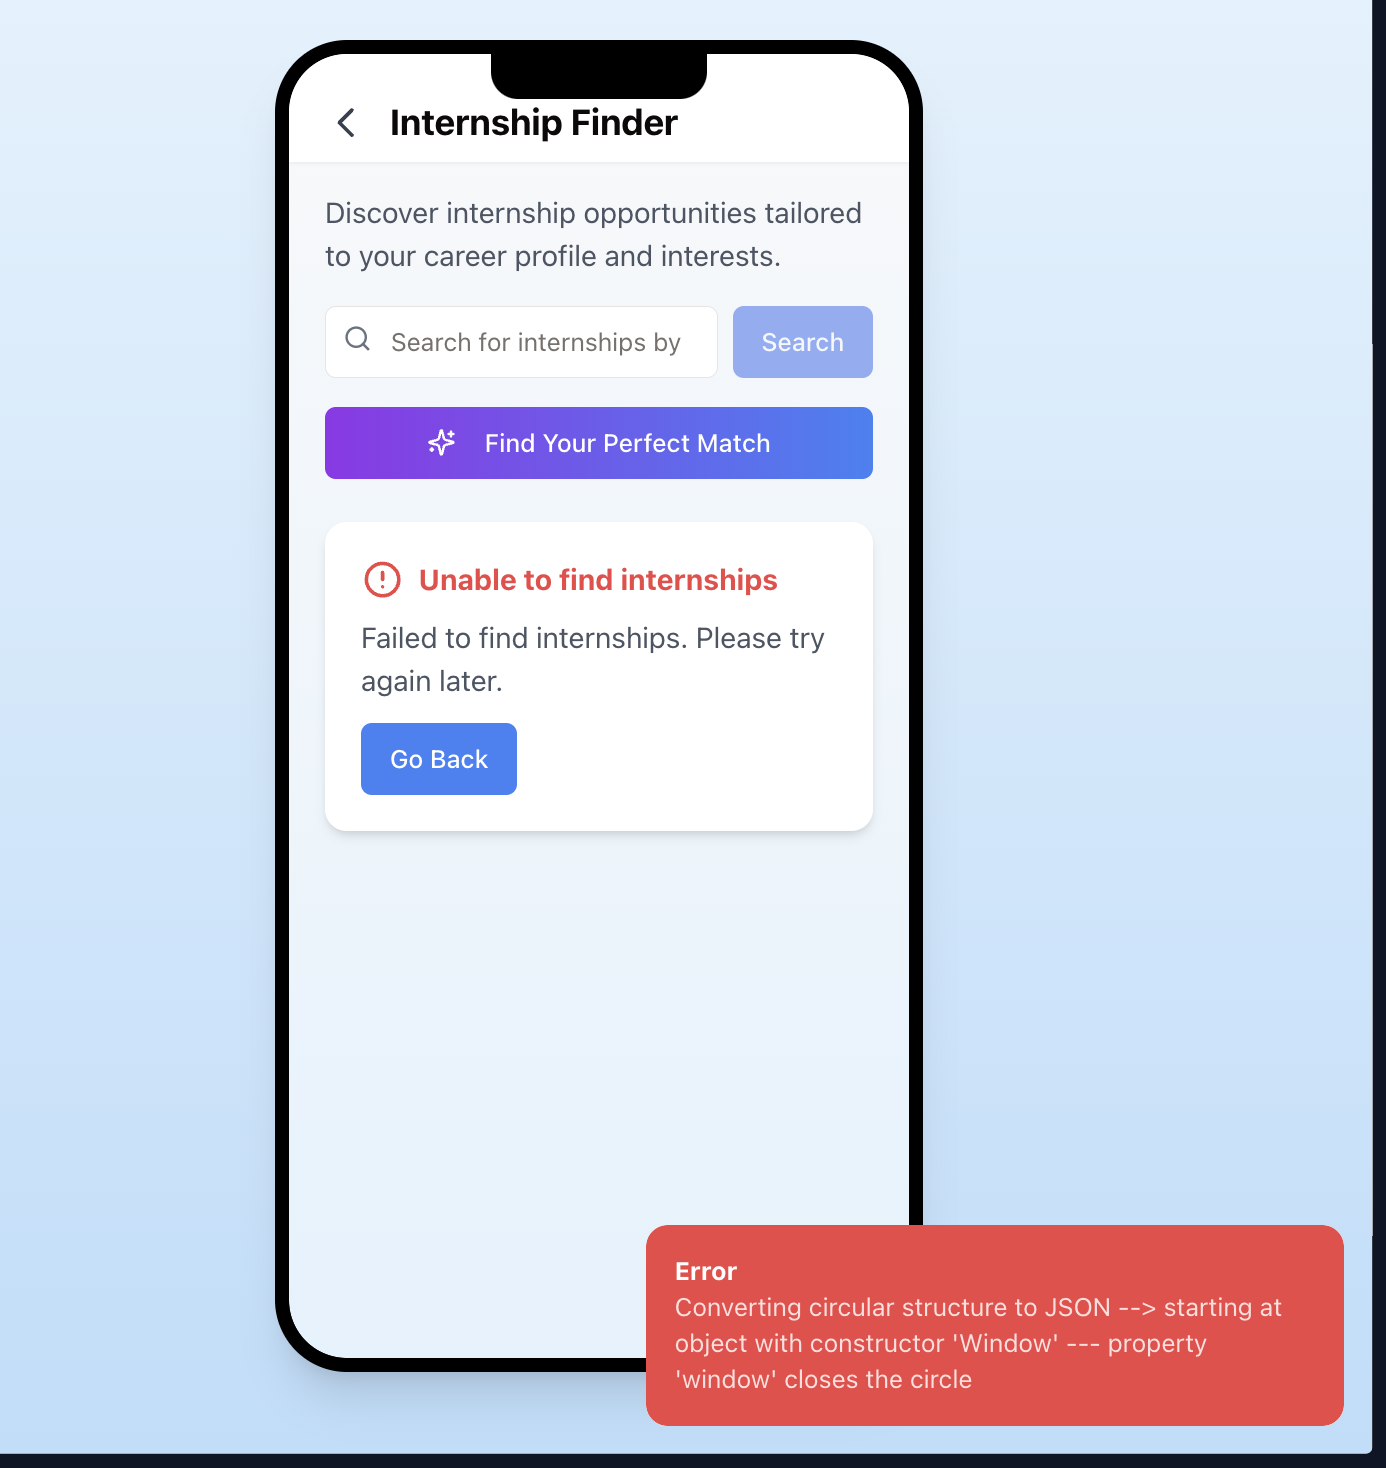 Internship Finder
Discover internship opportunities tailored
to your career profile and interests.
Search for internships by
Search
Find Your Perfect Match
Unable to find internships
Failed to find internships. Please try
again later.
Go Back
Error
Converting circular structure to JSON --> starting at
object with constructor 'Window' --- property
'window' closes the circle